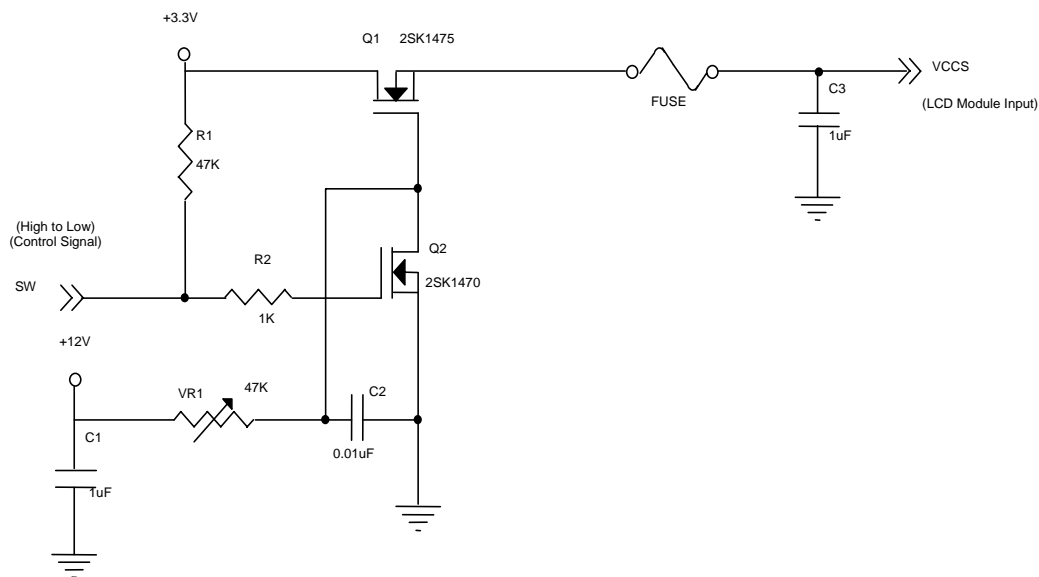 +3.3V
Q1 2SK1475
VCCS
FUSE
C3
(LCD Module Input)
R1
1uF
47K
(High to Low)
(Control Signal)
Q2
R2
SW
2SK1470
1K
+12V
VR1
47K
C2
C1
0.01uF
1uF